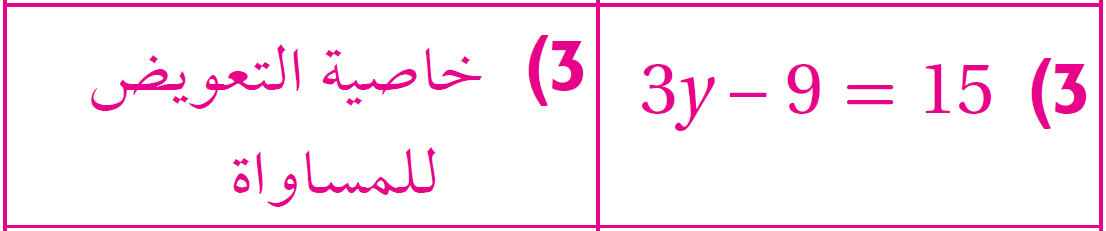 3) 3y − 9 = 15
3) خاصية التعويض
للمساواة